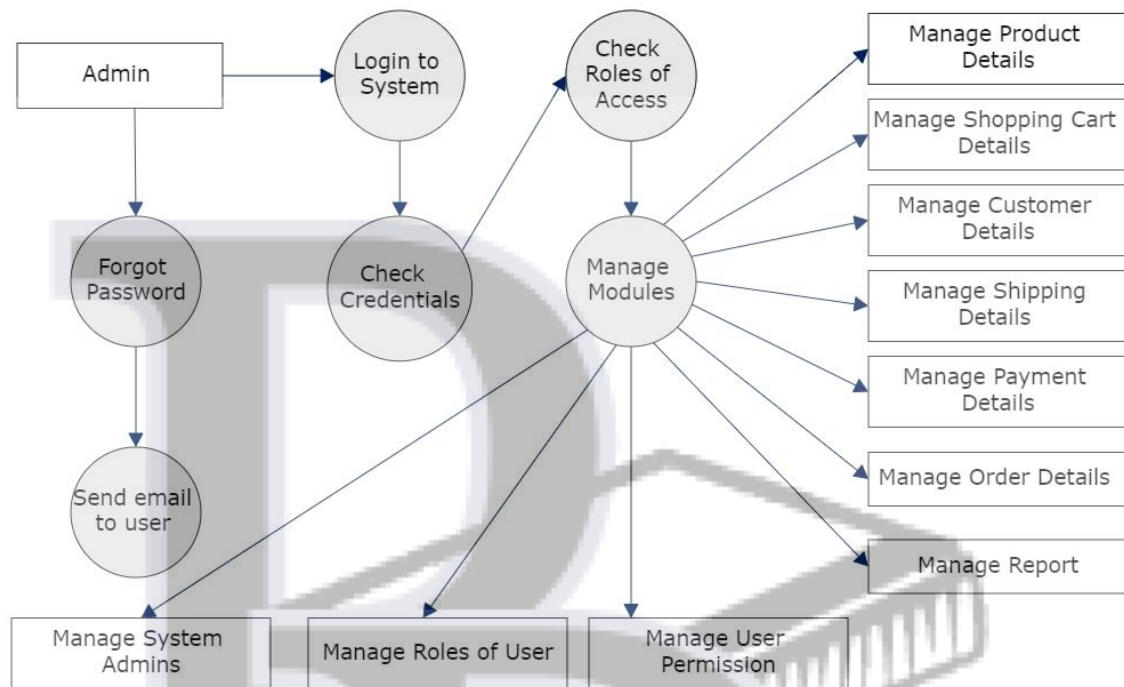 Admin
Login to
System
Check
Roles of
Access
Manage Product
Details
Manage Shopping Cart
Details
Manage Customer
Details
Forgot
Password
Check
Credentials
Manage
Modules
Manage Shipping
Details
Manage Payment
Details
Send email
to user
Manage Order Details
Manage Report
Manage System
Admins
Manage Roles of User
Manage User
Permission